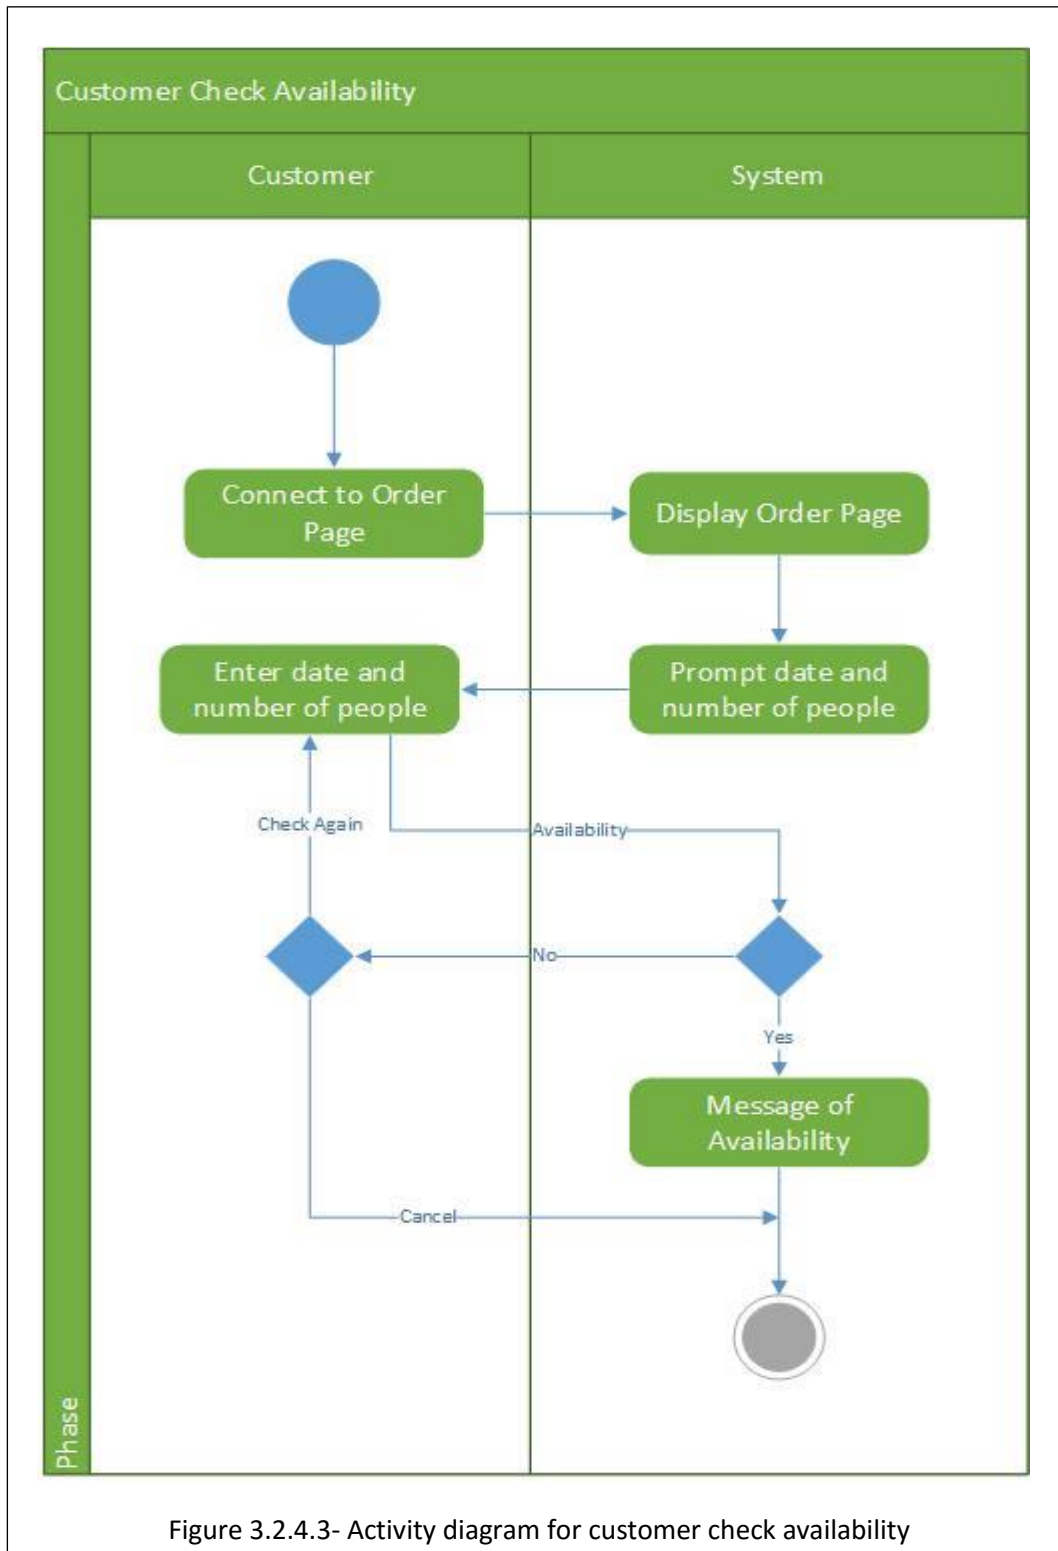 Customer Check Availability
Customer
System
Connect to Order
Page
Display Order Page
Enter date and
number of people
Prompt date and
number of people
Check Again
Availability
No
Yes
Message of
Availability
Cancel
Phase
Figure 3.2.4.3- Activity diagram for customer check availability